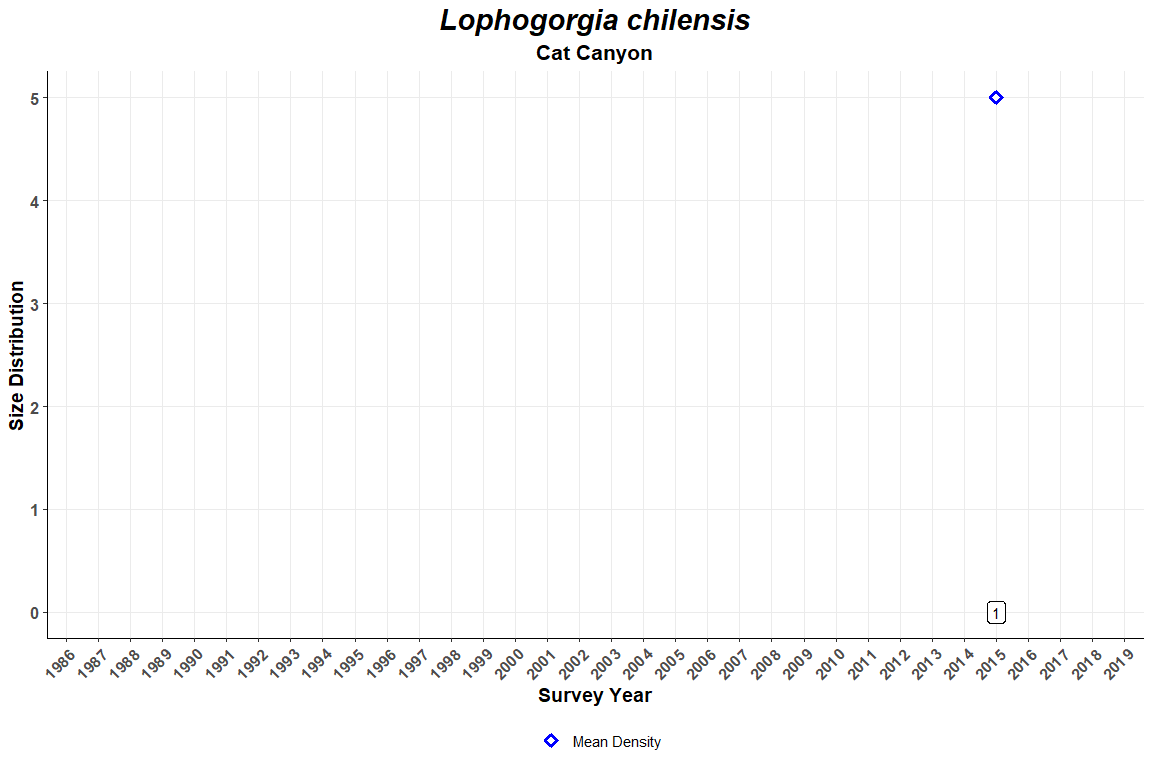 Lophogorgia chilensis
Cat Canyon
Size Distribution
5
4
3
2
1
0
1
1986 1987 1988 1989 1990 1991 1992 1993 1994 1995 1996 1997 1998 1999 2000 2001 2002 2003 2004 2005 2006 2007 2008 2009 2010 2011 2012 2013 2014 2015 2016 2017 2018 2019
Survey Year
Mean Density